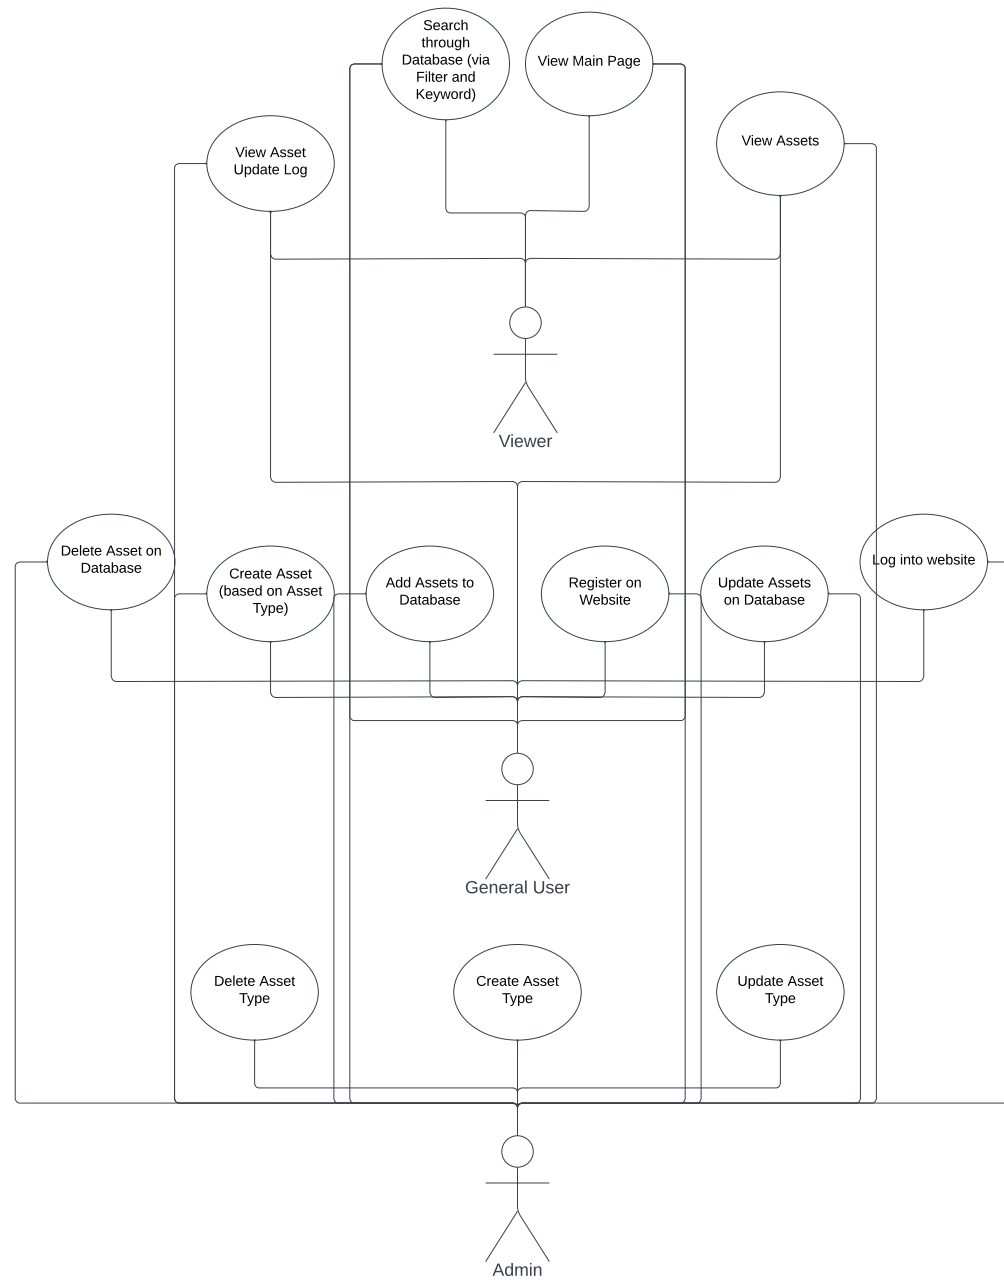 Search
through
Database (via
Filter and
Keyword)
View Main Page
View Assets
View Asset
Update Log
Viewer
Delete Asset on
Database
Create Asset
(based on Asset
Type)
Add Assets to
Database
Register on
Website
Update Assets
on Database
Log into website
General User
Delete Asset
Type
Create Asset
Type
Update Asset
Type
Admin